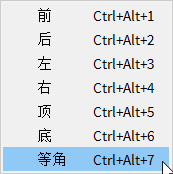 前 Ctrl+Alt+1
后 Ctrl+Alt+2
左 Ctrl+Alt+3
右 Ctrl+Alt+4
顶 Ctrl+Alt+5
底 Ctrl+Alt+6
等角 Ctrl+Alt+7